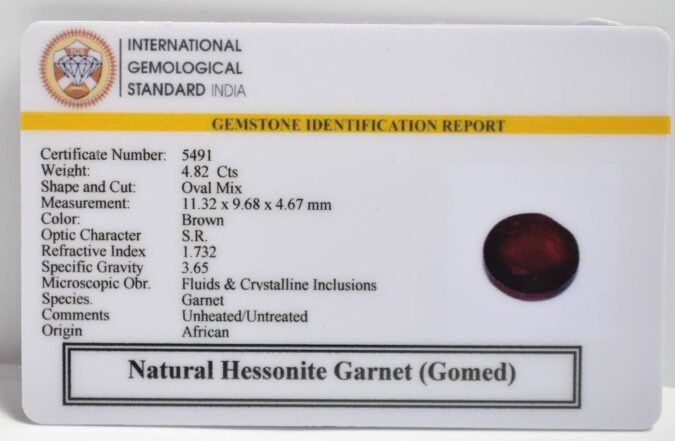 INTERNATIONAL
GEMOLOGICAL
STANDARD INDIA
GEMSTONE IDENTIFICATION REPORT
Certificate Number: 5491
Weight: 4.82 Cts
Shape and Cut: Oval Mix
Measurement: 11.32 x 9.68 x 4.67 mm
Color: Brown
Optic Character S.R.
Refractive Index 1.732
Specific Gravity 3.65
Microscopic Obr. Fluids & Crystalline Inclusions
Species. Garnet
Comments Unheated/Untreated
Origin African
Natural Hessonite Garnet (Gomed)